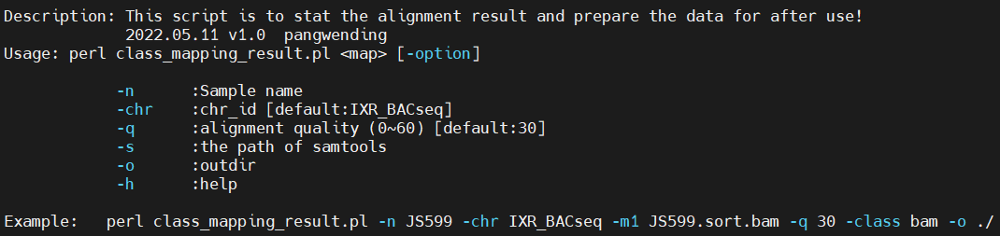 Description: This script is to stat the alignment result and prepare the data for after use!
2022.05.11 v1.0  pangwending
Usage: perl class_mapping_result.pl <map> [-option]
-n      :Sample name
-chr    :chr_id [default:IXR_BACseq]
-q      :alignment quality (0~60) [default:30]
-s      :the path of samtools
-o      :outdir
-h      :help
Example:   perl class_mapping_result.pl -n JS599 -chr IXR_BACseq -m1 JS599.sort.bam -q 30 -class bam -o ./